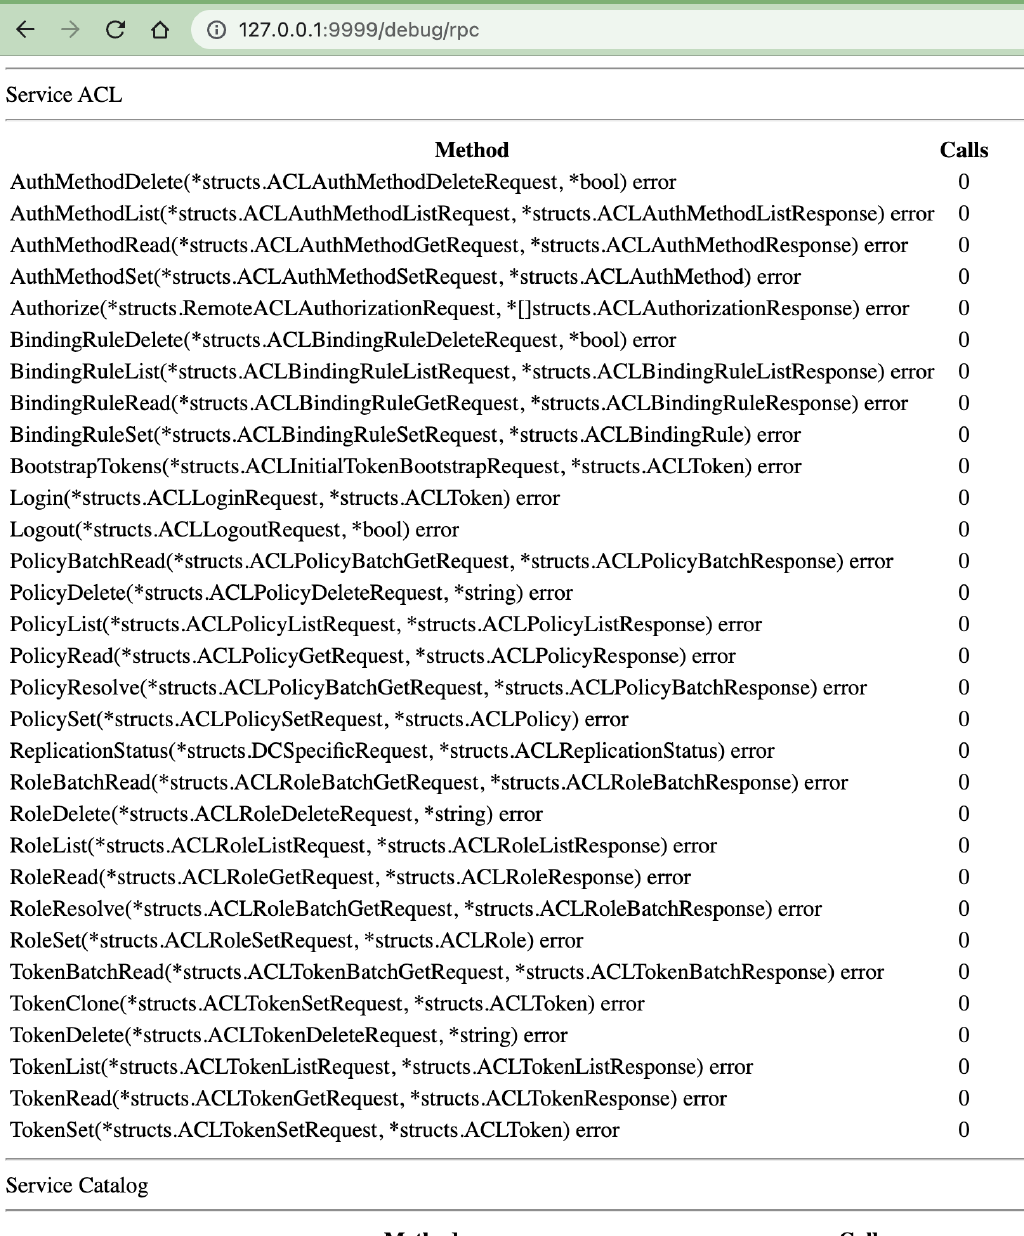 127.0.0.1:9999/debug/rpc
Service ACL
Method Calls
AuthMethodDelete(*structs.ACLAuthMethodDeleteRequest, *bool) error 0
AuthMethodList(*structs.ACLAuthMethodListRequest, *structs.ACLAuthMethodListResponse) error 0
AuthMethodRead(*structs.ACLAuthMethodGetRequest, *structs.ACLAuthMethodResponse) error 0
AuthMethodSet(*structs.ACLAuthMethodSetRequest, *structs.ACLAuthMethod) error 0
Authorize(*structs.RemoteACLAuthorizationRequest, *[]structs.ACLAuthorizationResponse) error 0
BindingRuleDelete(*structs.ACLBindingRuleDeleteRequest, *bool) error 0
BindingRuleList(*structs.ACLBindingRuleListRequest, *structs.ACLBindingRuleListResponse) error 0
BindingRuleRead(*structs.ACLBindingRuleGetRequest, *structs.ACLBindingRuleResponse) error 0
BindingRuleSet(*structs.ACLBindingRuleSetRequest, *structs.ACLBindingRule) error 0
BootstrapTokens(*structs.ACLInitialTokenBootstrapRequest, *structs.ACLToken) error 0
Login(*structs.ACLLoginRequest, *structs.ACLToken) error 0
Logout(*structs.ACLLogoutRequest, *bool) error 0
PolicyBatchRead(*structs.ACLPolicyBatchGetRequest, *structs.ACLPolicyBatchResponse) error 0
PolicyDelete(*structs.ACLPolicyDeleteRequest, *string) error 0
PolicyList(*structs.ACLPolicyListRequest, *structs.ACLPolicyListResponse) error 0
PolicyRead(*structs.ACLPolicyGetRequest, *structs.ACLPolicyResponse) error 0
PolicyResolve(*structs.ACLPolicyBatchGetRequest, *structs.ACLPolicyBatchResponse) error 0
PolicySet(*structs.ACLPolicySetRequest, *structs.ACLPolicy) error 0
ReplicationStatus(*structs.DCSpecificRequest, *structs.ACLReplicationStatus) error 0
RoleBatchRead(*structs.ACLRoleBatchGetRequest, *structs.ACLRoleBatchResponse) error 0
RoleDelete(*structs.ACLRoleDeleteRequest, *string) error 0
RoleList(*structs.ACLRoleListRequest, *structs.ACLRoleListResponse) error 0
RoleRead(*structs.ACLRoleGetRequest, *structs.ACLRoleResponse) error 0
RoleResolve(*structs.ACLRoleBatchGetRequest, *structs.ACLRoleBatchResponse) error 0
RoleSet(*structs.ACLRoleSetRequest, *structs.ACLRole) error 0
TokenBatchRead(*structs.ACLTokenBatchGetRequest, *structs.ACLTokenBatchResponse) error 0
TokenClone(*structs.ACLTokenSetRequest, *structs.ACLToken) error 0
TokenDelete(*structs.ACLTokenDeleteRequest, *string) error 0
TokenList(*structs.ACLTokenListRequest, *structs.ACLTokenListResponse) error 0
TokenRead(*structs.ACLTokenGetRequest, *structs.ACLTokenResponse) error 0
TokenSet(*structs.ACLTokenSetRequest, *structs.ACLToken) error 0
Service Catalog